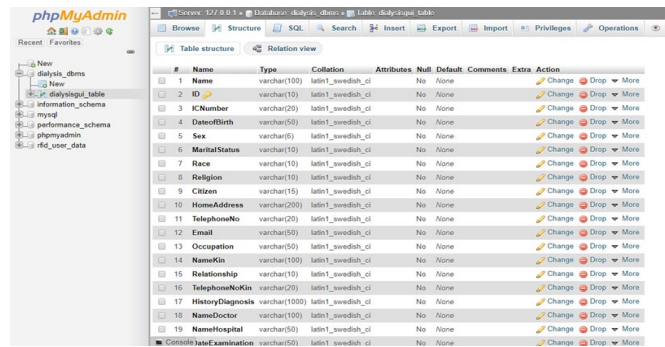 phpMyAdmin
Recent Favorites
New
dialysis_dbms
New
dialysisgui_table
information_schema
mysql
performance_schema
phpmyadmin
rfid_user_data
Server: 127.0.0.1 » Database: dialysis_dbms » Table: dialysisgui_table
Browse Structure SQL Search Insert Export Import Privileges Operations
Table structure Relation view
# Name Type Collation Attributes Null Default Comments Extra Action
1 Name varchar(100) latin1_swedish_ci No None Change Drop More
2 ID varchar(10) latin1_swedish_ci No None Change Drop More
3 ICNumber varchar(20) latin1_swedish_ci No None Change Drop More
4 DateofBirth varchar(50) latin1_swedish_ci No None Change Drop More
5 Sex varchar(6) latin1_swedish_ci No None Change Drop More
6 MaritalStatus varchar(10) latin1_swedish_ci No None Change Drop More
7 Race varchar(10) latin1_swedish_ci No None Change Drop More
8 Religion varchar(10) latin1_swedish_ci No None Change Drop More
9 Citizen varchar(15) latin1_swedish_ci No None Change Drop More
10 HomeAddress varchar(200) latin1_swedish_ci No None Change Drop More
11 TelephoneNo varchar(20) latin1_swedish_ci No None Change Drop More
12 Email varchar(50) latin1_swedish_ci No None Change Drop More
13 Occupation varchar(50) latin1_swedish_ci No None Change Drop More
14 NameKin varchar(100) latin1_swedish_ci No None Change Drop More
15 Relationship varchar(10) latin1_swedish_ci No None Change Drop More
16 TelephoneNoKin varchar(20) latin1_swedish_ci No None Change Drop More
17 HistoryDiagnosis varchar(1000) latin1_swedish_ci No None Change Drop More
18 NameDoctor varchar(100) latin1_swedish_ci No None Change Drop More
19 NameHospital varchar(50) latin1_swedish_ci No None Change Drop More
Console DateExamination varchar(50) latin1_swedish_ci No None Change Drop More